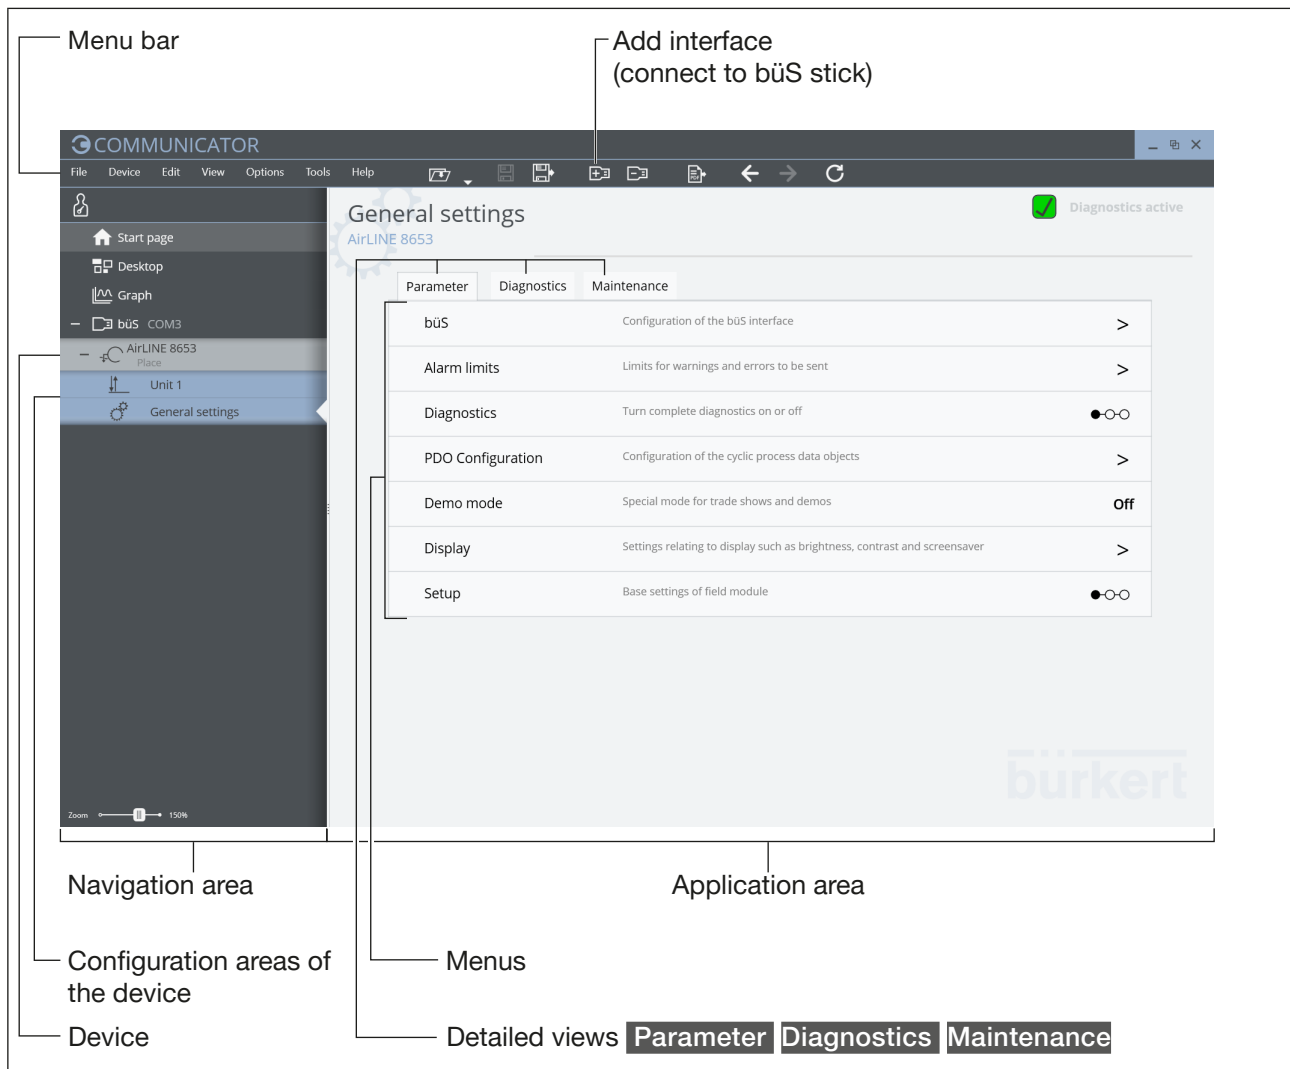 Menu bar
Add interface
(connect to büS stick)
COMMUNICATOR
File Device Edit View Options Tools Help
PDF
General settings
AirLINE 8653
Diagnostics active
Start page
Desktop
Graph
büS COM3
AirLINE 8653
Place
Unit 1
General settings
Parameter Diagnostics Maintenance
büS Configuration of the büS interface >
Alarm limits Limits for warnings and errors to be sent >
Diagnostics Turn complete diagnostics on or off
PDO Configuration Configuration of the cyclic process data objects >
Demo mode Special mode for trade shows and demos Off
Display Settings relating to display such as brightness, contrast and screensaver >
Setup Base settings of field module
bürkert
Zoom 150%
Navigation area
Application area
Configuration areas of
the device
Menus
Device
Detailed views Parameter Diagnostics Maintenance